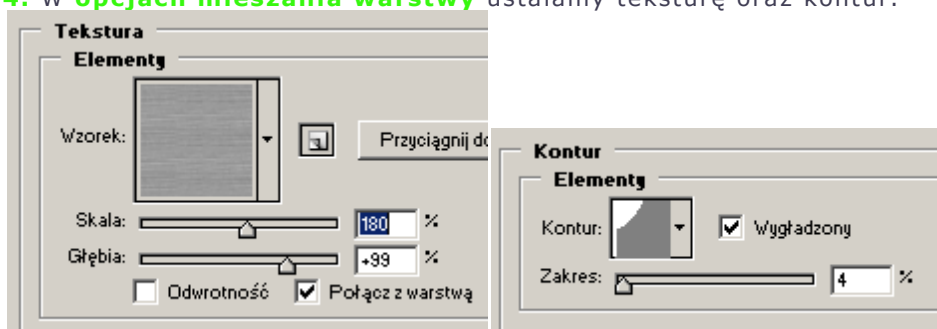 4. W opcjach mieszania warstwy ustalamy teksturę oraz kontur.
Tekstura
Elementy
Wzorek:
Przyciągnij do
Skala: 180 %
Głębia: +99 %
Odwrotność Połącz z warstwą
Kontur
Elementy
Kontur: Wygładzony
Zakres: 4 %